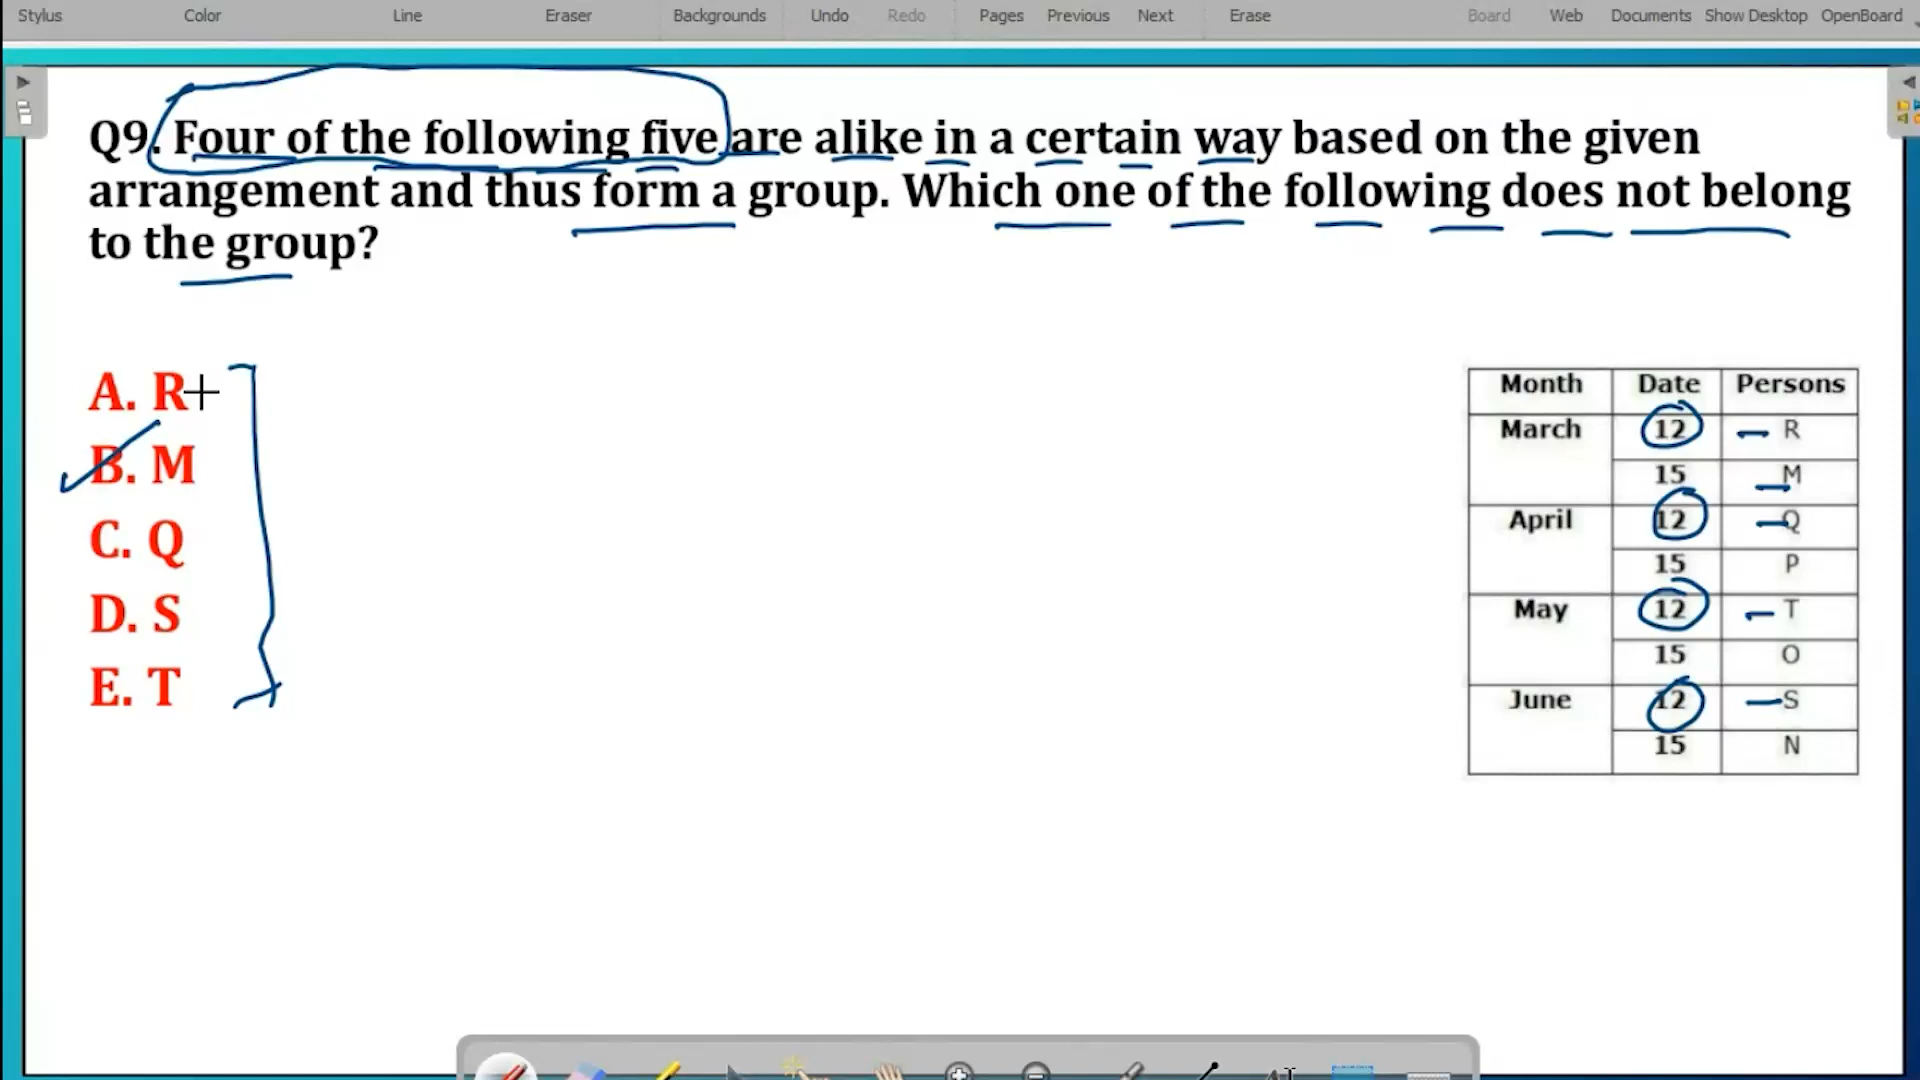 Stylus Color Line Eraser Backgrounds Undo Redo Pages Previous Next Erase Board Web Documents Show Desktop OpenBoard
Q9. Four of the following five are alike in a certain way based on the given
arrangement and thus form a group. Which one of the following does not belong
to the group?
A. R
B. M
C. Q
D. S
E. T
Month Date Persons
March 12 R
15 M
April 12 Q
15 P
May 12 T
15 O
June 12 S
15 N